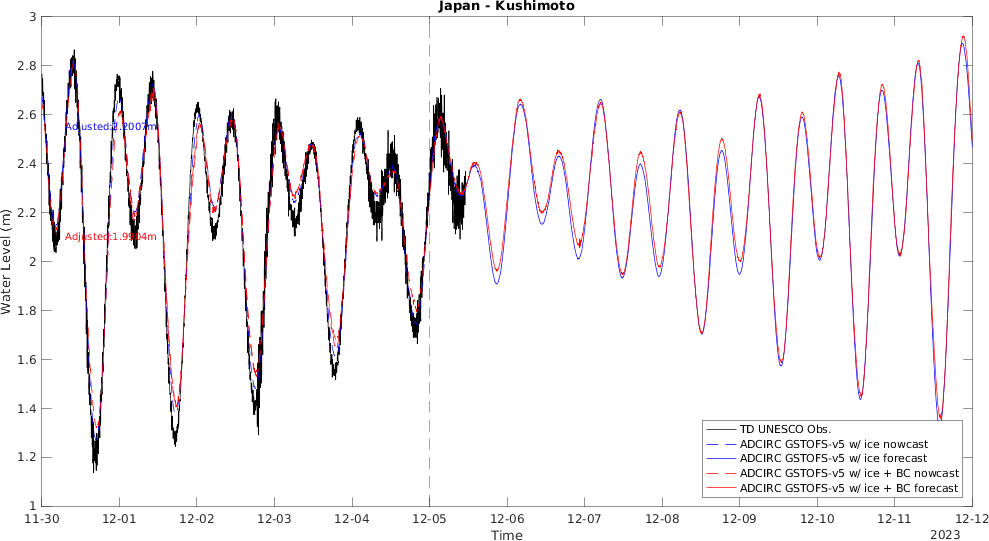 Japan - Kushimoto
3
2.8
2.6
2.4
2.2
2
1.8
1.6
1.4
1.2
1
Water Level (m)
Adjusted:2.2007m
Adjusted:1.9904m
TD UNESCO Obs.
ADCIRC GSTOFS-v5 w/ ice nowcast
ADCIRC GSTOFS-v5 w/ ice forecast
ADCIRC GSTOFS-v5 w/ ice + BC nowcast
ADCIRC GSTOFS-v5 w/ ice + BC forecast
11-30 12-01 12-02 12-03 12-04 12-05 12-06 12-07 12-08 12-09 12-10 12-11 12-12
Time
2023